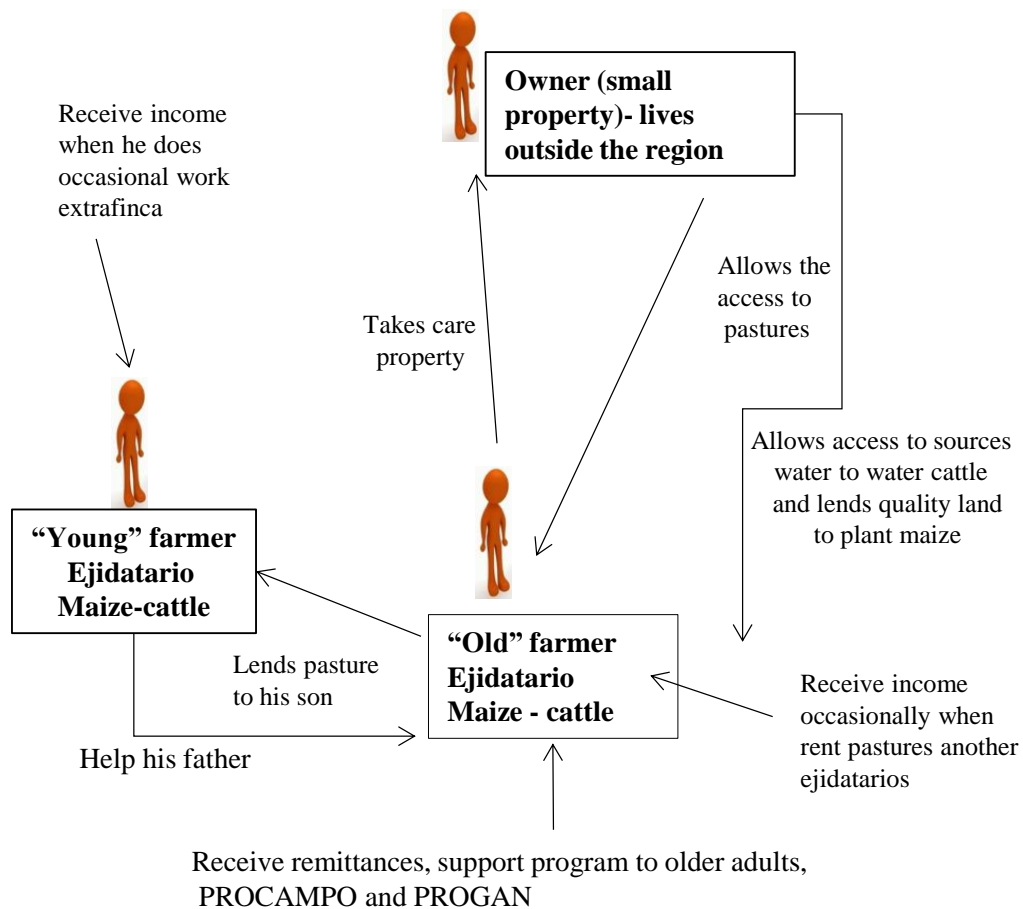 Owner (small
property)- lives
outside the region
Receive income
when he does
occasional work
extrafinca
Allows the
access to
pastures
Takes care
property
Allows access to sources
water to water cattle
and lends quality land
to plant maize
“Young” farmer
Ejidatario
Maize-cattle
“Old” farmer
Ejidatario
Maize - cattle
Lends pasture
to his son
Receive income
occasionally when
rent pastures another
ejidatarios
Help his father
Receive remittances, support program to older adults,
PROCAMPO and PROGAN